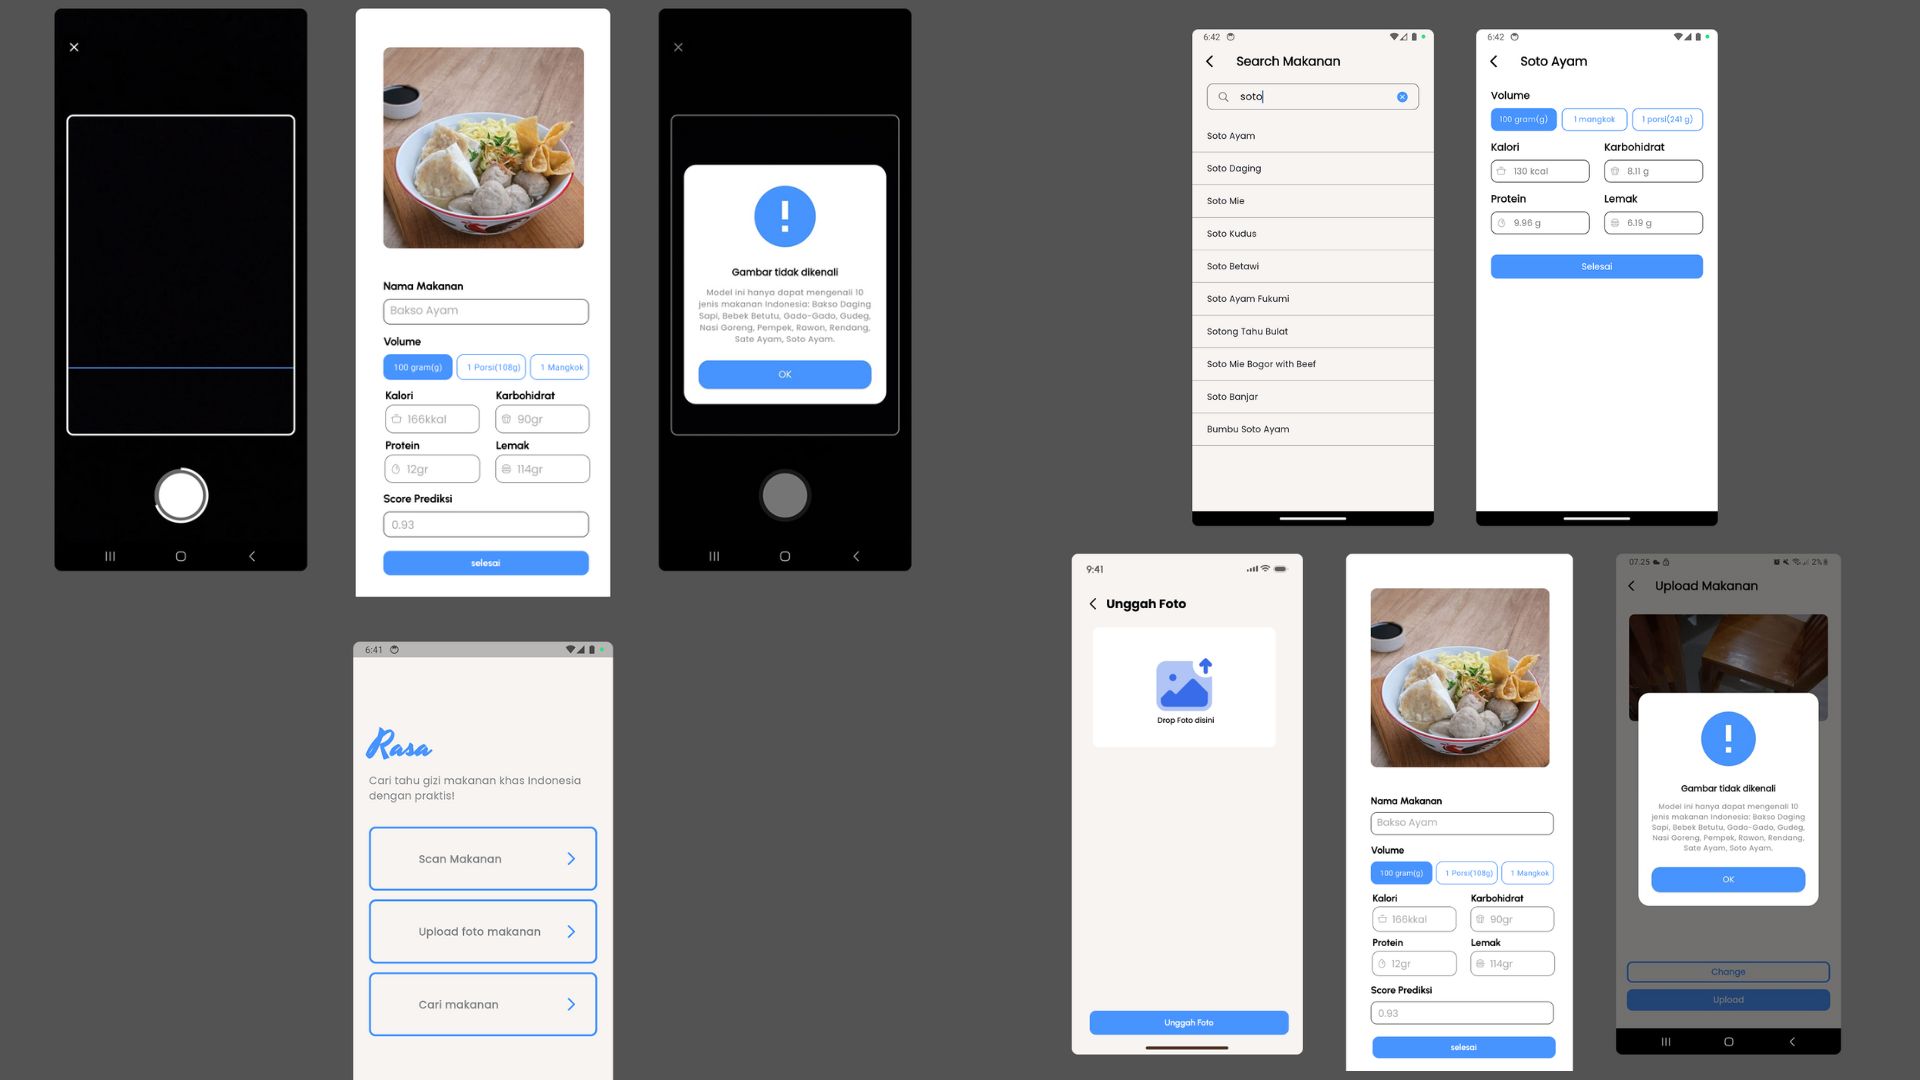 Nama Makanan
Bakso Ayam
Volume
100 gram(g) 1 Porsi(108g) 1 Mangkok
Kalori Karbohidrat
166kkal 90gr
Protein Lemak
12gr 114gr
Score Prediksi
0.93
selesai
!
Gambar tidak dikenali
Model ini hanya dapat mengenali 10
jenis makanan Indonesia: Bakso Daging
Sapi, Bebek Betutu, Gado-Gado, Gudeg,
Nasi Goreng, Pempek, Rawon, Rendang,
Sate Ayam, Soto Ayam.
OK
6:42
Search Makanan
soto
Soto Ayam
Soto Daging
Soto Mie
Soto Kudus
Soto Betawi
Soto Ayam Fukumi
Sotong Tahu Bulat
Soto Mie Bogor with Beef
Soto Banjar
Bumbu Soto Ayam
6:42
Soto Ayam
Volume
100 gram(g) 1 mangkok 1 porsi(241 g)
Kalori Karbohidrat
130 kcal 8.11 g
Protein Lemak
9.96 g 6.19 g
Selesai
6:41
Rasa
Cari tahu gizi makanan khas Indonesia
dengan praktis!
Scan Makanan
Upload foto makanan
Cari makanan
9:41
Unggah Foto
Drop Foto disini
Unggah Foto
Nama Makanan
Bakso Ayam
Volume
100 gram(g) 1 Porsi(108g) 1 Mangkok
Kalori Karbohidrat
166kkal 90gr
Protein Lemak
12gr 114gr
Score Prediksi
0.93
selesai
07.25 2%
Upload Makanan
!
Gambar tidak dikenali
Model ini hanya dapat mengenali 10
jenis makanan Indonesia: Bakso Daging
Sapi, Bebek Betutu, Gado-Gado, Gudeg,
Nasi Goreng, Pempek, Rawon, Rendang,
Sate Ayam, Soto Ayam.
OK
Change
Upload